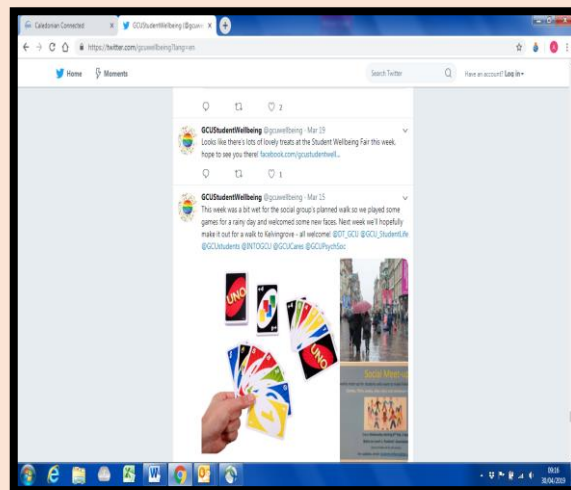 Caledonian Connected
GCUStudentWellbeing (@gcuw
https://twitter.com/gcuwellbeing?lang=en
Home
Moments
Search Twitter
Have an account? Log in
2
GCUStudentWellbeing @gcuwellbeing · Mar 19
Looks like there's lots of lovely treats at the Student Wellbeing Fair this week,
hope to see you there! facebook.com/gcustudentwell...
1
GCUStudentWellbeing @gcuwellbeing · Mar 15
This week was a bit wet for the social group's planned walk so we played some
games for a rainy day and welcomed some new faces. Next week we'll hopefully
make it out for a walk to Kelvingrove - all welcome! @DT_GCU @GCU_StudentLife
@GCUstudents @INTOGCU @GCUCares @GCUPsychSoc
UNO
UNO
Social Meet-up
09:16
30/04/2019